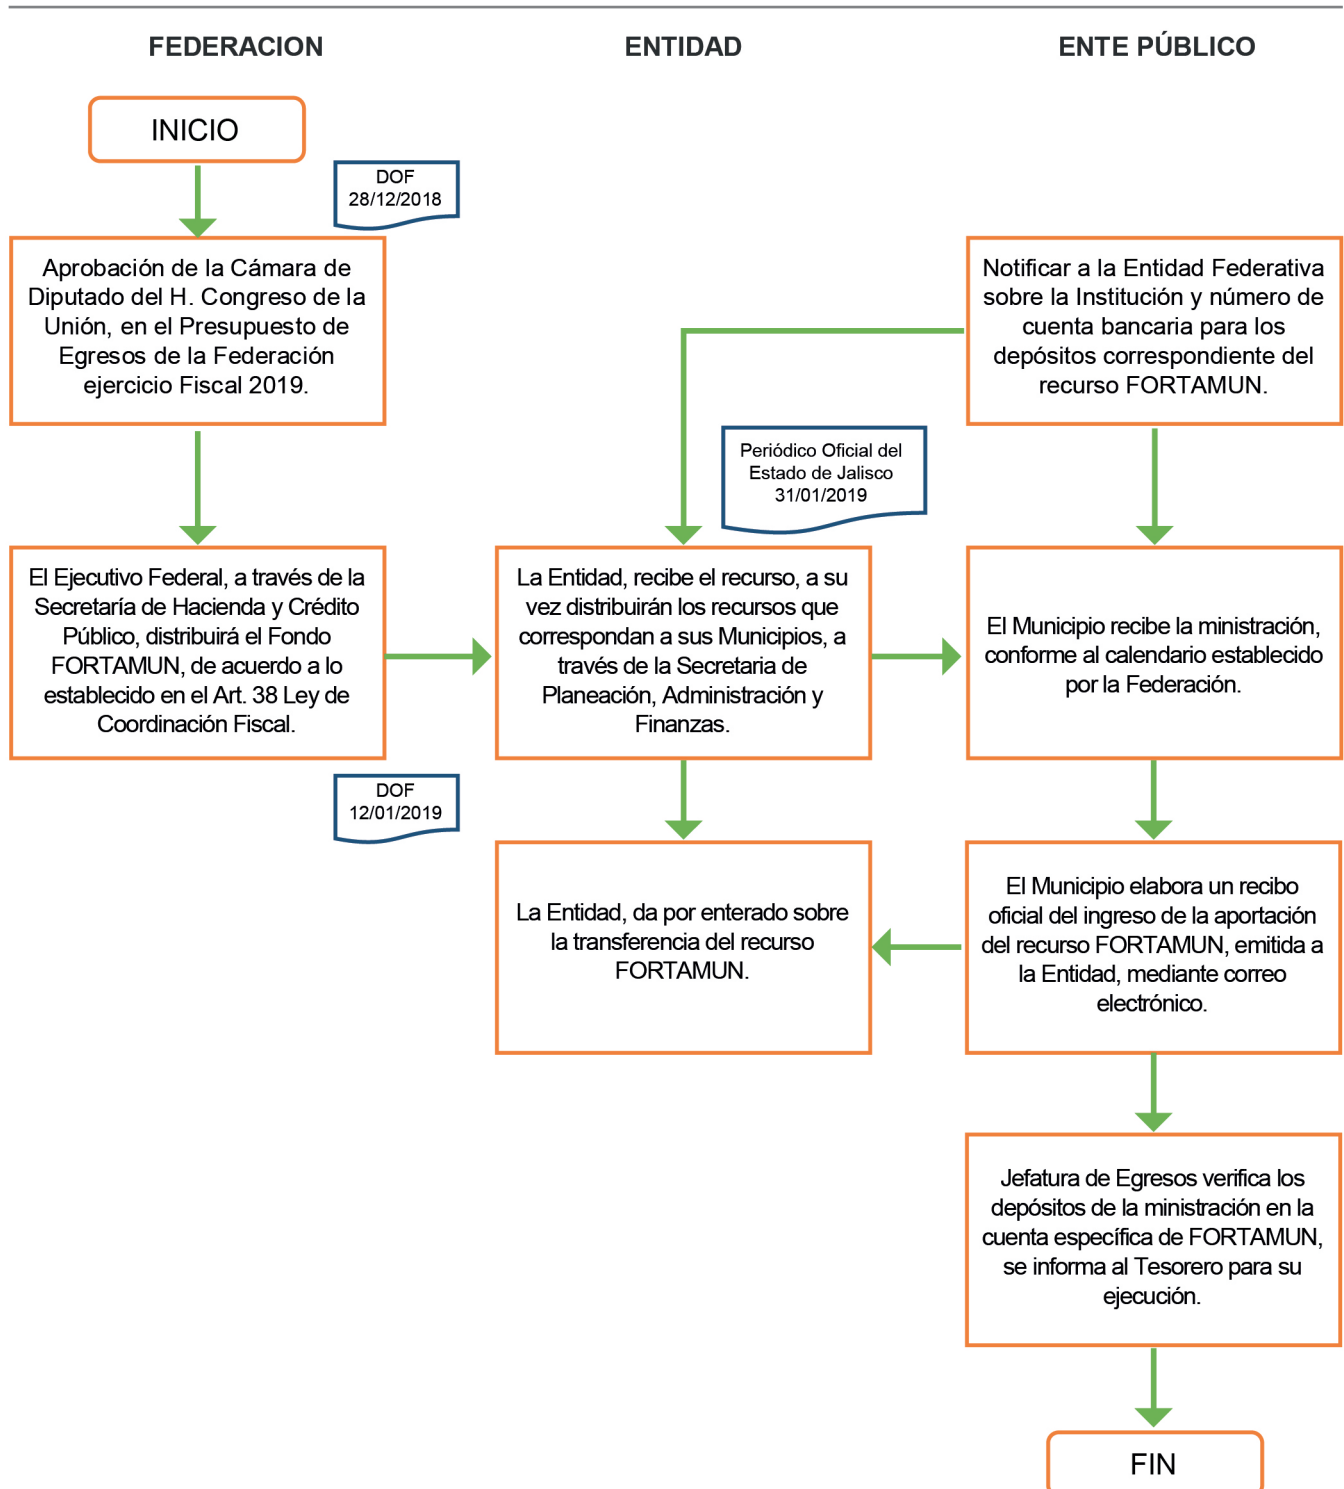 FEDERACION
ENTIDAD
ENTE PÚBLICO
INICIO
DOF
28/12/2018
Aprobación de la Cámara de
Diputado del H. Congreso de la
Unión, en el Presupuesto de
Egresos de la Federación
ejercicio Fiscal 2019.
Notificar a la Entidad Federativa
sobre la Institución y número de
cuenta bancaria para los
depósitos correspondiente del
recurso FORTAMUN.
Periódico Oficial del
Estado de Jalisco
31/01/2019
El Ejecutivo Federal, a través de la
Secretaría de Hacienda y Crédito
Público, distribuirá el Fondo
FORTAMUN, de acuerdo a lo
establecido en el Art. 38 Ley de
Coordinación Fiscal.
La Entidad, recibe el recurso, a su
vez distribuirán los recursos que
correspondan a sus Municipios, a
través de la Secretaria de
Planeación, Administración y
Finanzas.
El Municipio recibe la ministración,
conforme al calendario establecido
por la Federación.
DOF
12/01/2019
La Entidad, da por enterado sobre
la transferencia del recurso
FORTAMUN.
El Municipio elabora un recibo
oficial del ingreso de la aportación
del recurso FORTAMUN, emitida a
la Entidad, mediante correo
electrónico.
Jefatura de Egresos verifica los
depósitos de la ministración en la
cuenta específica de FORTAMUN,
se informa al Tesorero para su
ejecución.
FIN